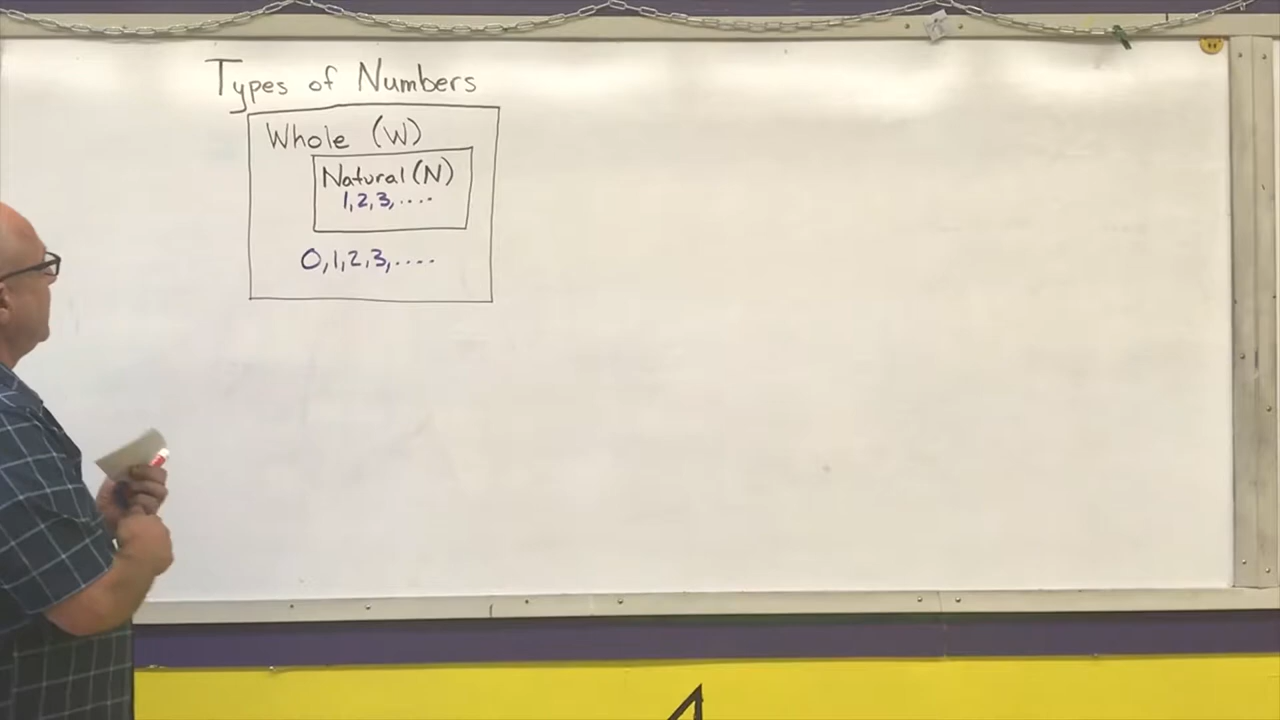 Types of Numbers
Whole (W)
Natural (N)
1,2,3,....
0,1,2,3,....